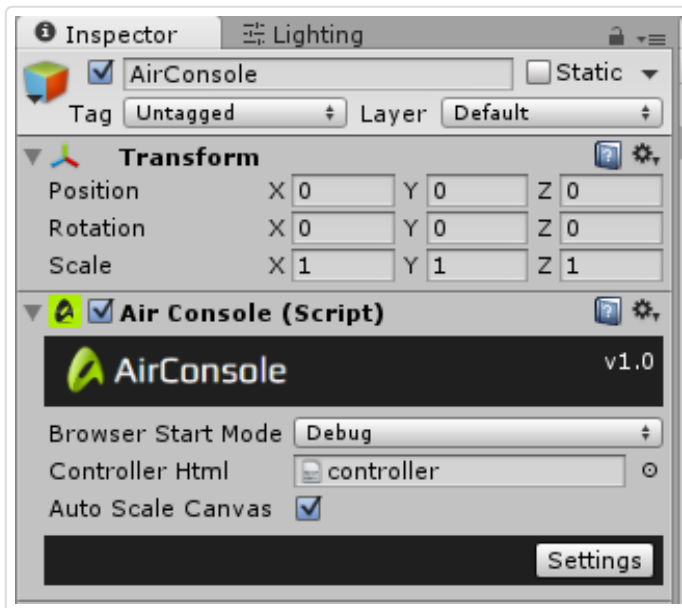 Inspector Lighting
AirConsole Static
Tag Untagged Layer Default
Transform
Position X 0 Y 0 Z 0
Rotation X 0 Y 0 Z 0
Scale X 1 Y 1 Z 1
Air Console (Script)
AirConsole v1.0
Browser Start Mode Debug
Controller Html controller
Auto Scale Canvas
Settings